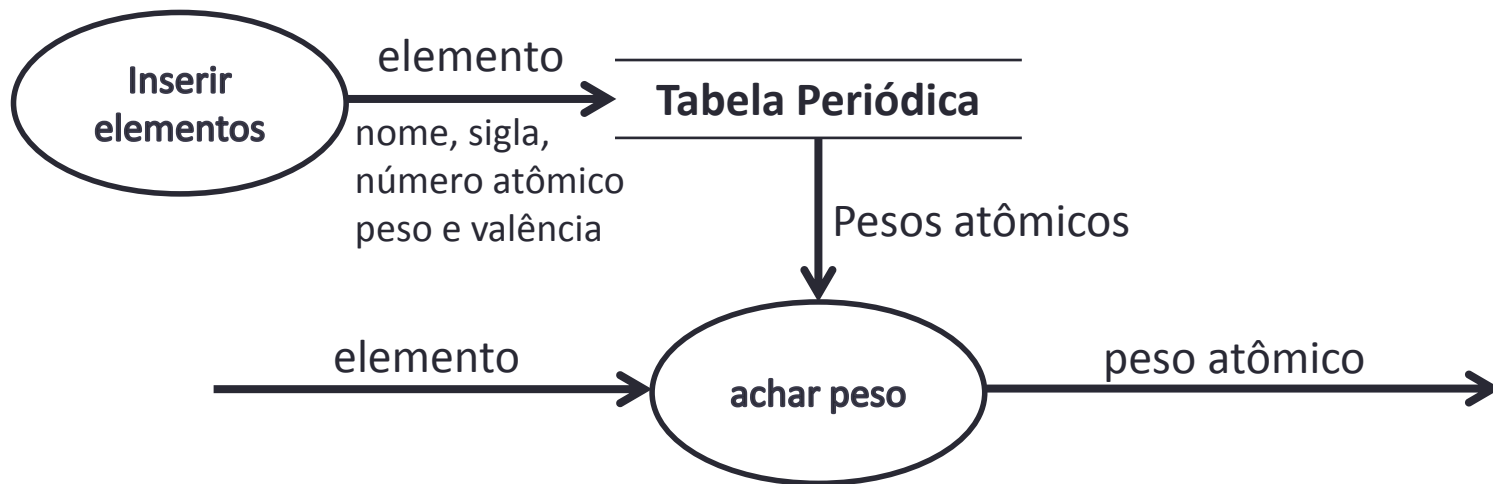 Inserir
elementos
elemento
nome, sigla,
número atômico
peso e valência
Tabela Periódica
Pesos atômicos
elemento
achar peso
peso atômico